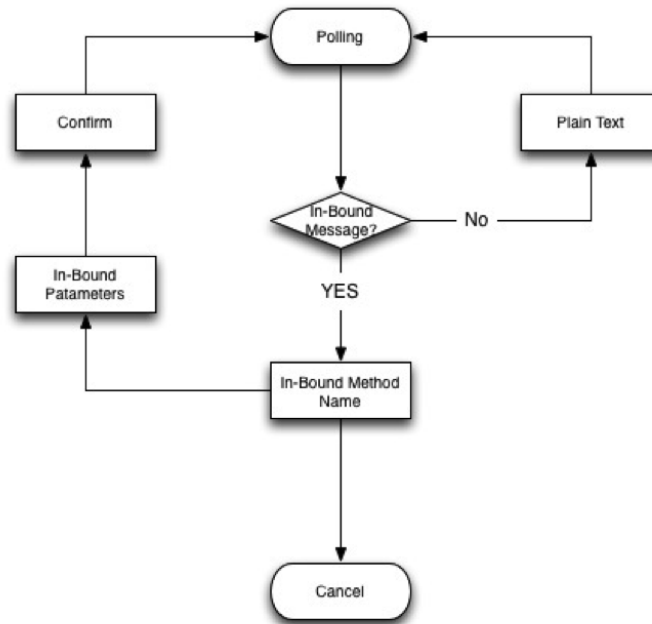 Polling
Confirm
Plain Text
In-Bound
Message?
No
In-Bound
Patameters
YES
In-Bound Method
Name
Cancel